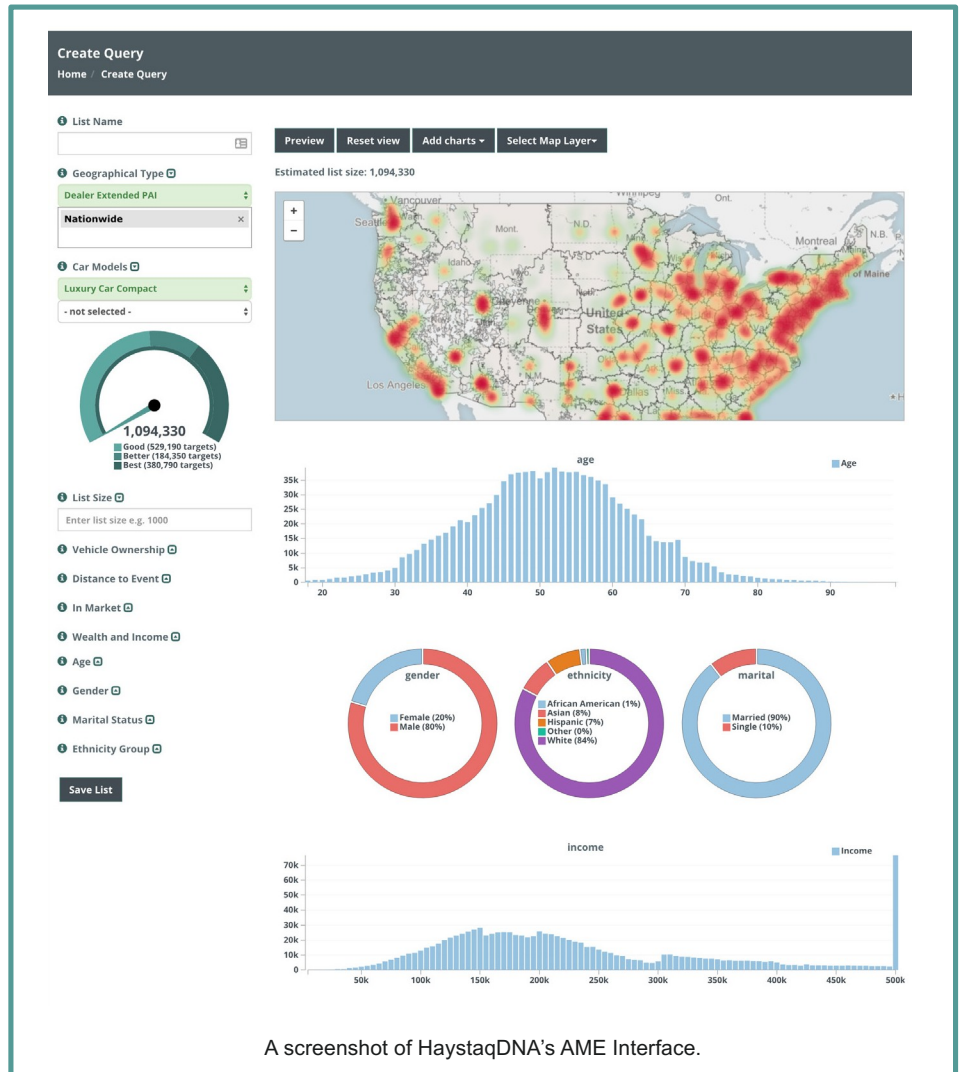 Create Query
Home / Create Query
List Name
Geographical Type
Dealer Extended PAI
Nationwide ×
Car Models
Luxury Car Compact
- not selected -
1,094,330
Good (529,190 targets)
Better (184,350 targets)
Best (380,790 targets)
List Size
Enter list size e.g. 1000
Vehicle Ownership
Distance to Event
In Market
Wealth and Income
Age
Gender
Marital Status
Ethnicity Group
Save List
Preview Reset view Add charts Select Map Layer
Estimated list size: 1,094,330
+
−
Vancouver
Winnipeg
Ont.
Wash.
Mont.
N.D.
Montreal
N.B.
of Maine
Idaho
Cheyenne
United
States
Va.
Los Angeles
N.M.
Dallas
Miss.
La.
age
Age
35k
30k
25k
20k
15k
10k
5k
0
20 30 40 50 60 70 80 90
gender
Female (20%)
Male (80%)
ethnicity
African American (1%)
Asian (8%)
Hispanic (7%)
Other (0%)
White (84%)
marital
Married (90%)
Single (10%)
income
Income
70k
60k
50k
40k
30k
20k
10k
0
50k 100k 150k 200k 250k 300k 350k 400k 450k 500k
A screenshot of HaystaqDNA’s AME Interface.